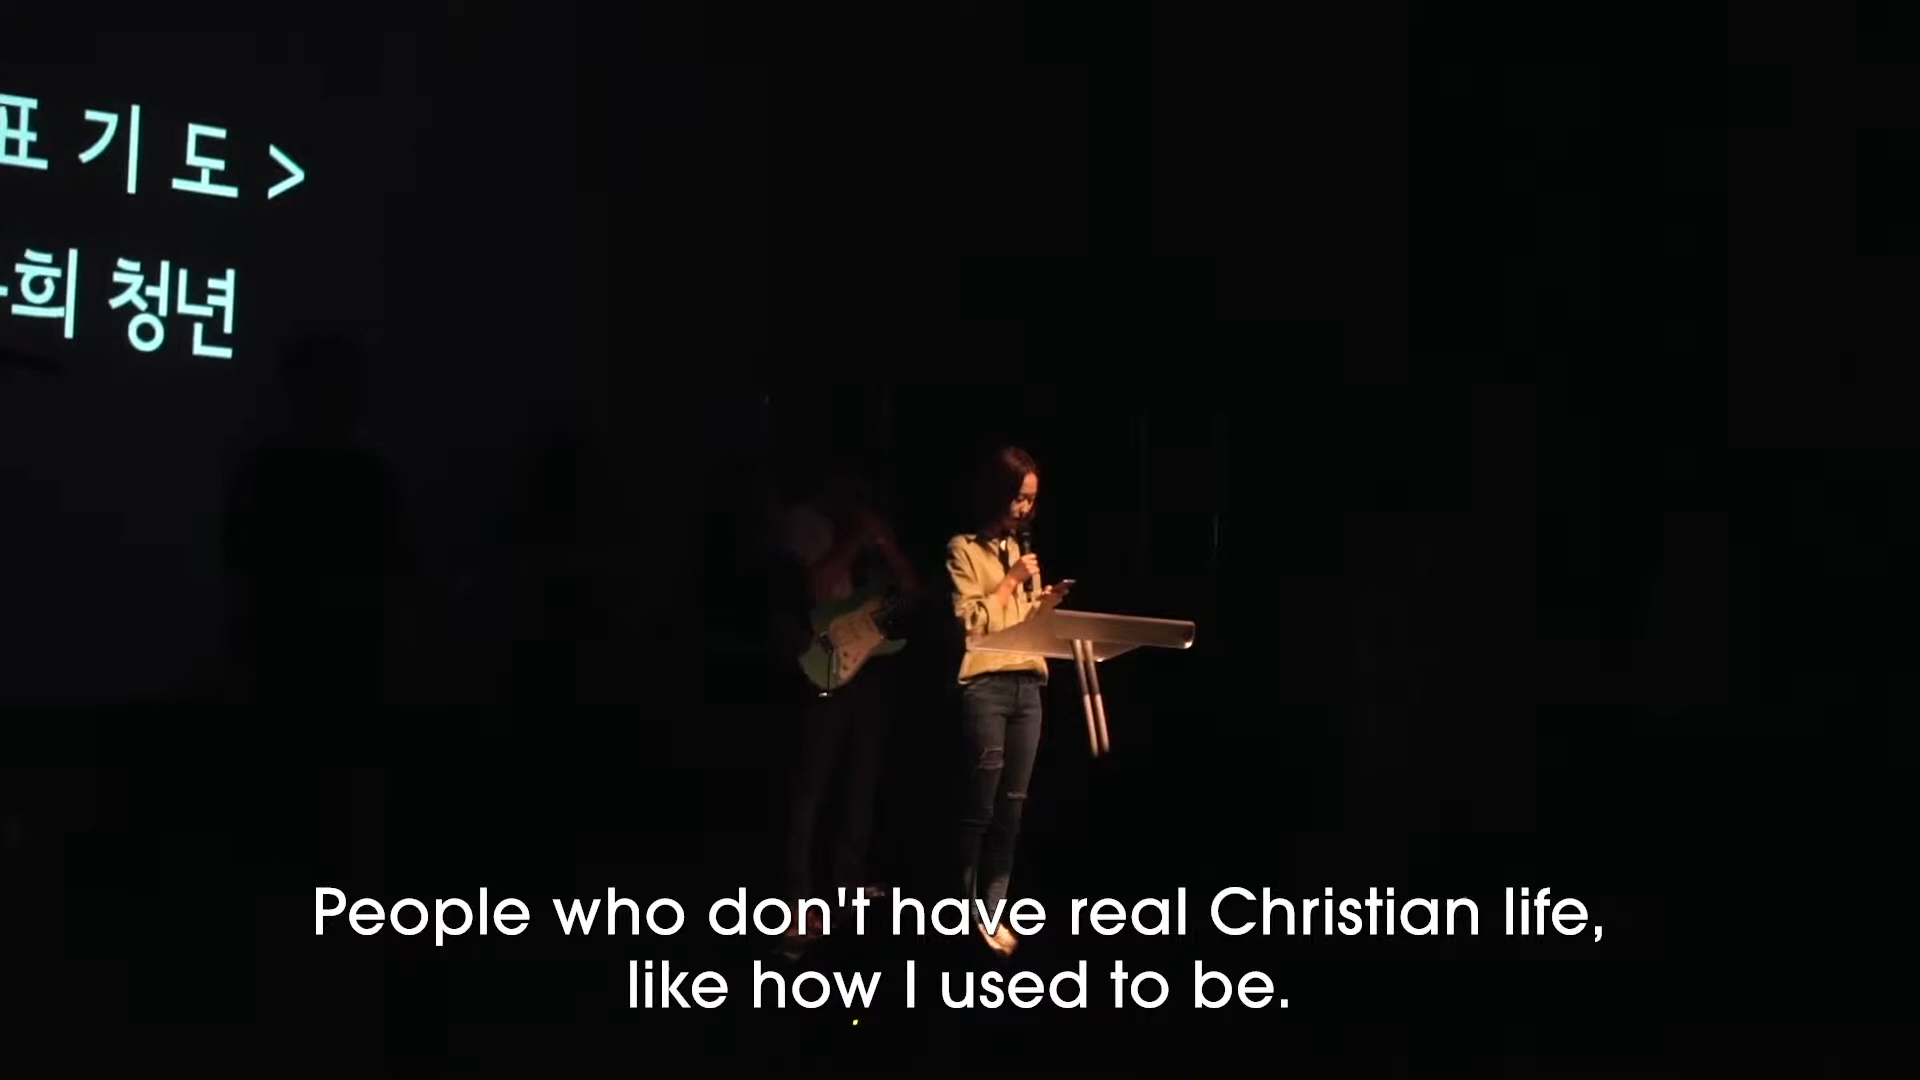 표 기 도 >
희 청년
People who don't have real Christian life,
like how I used to be.